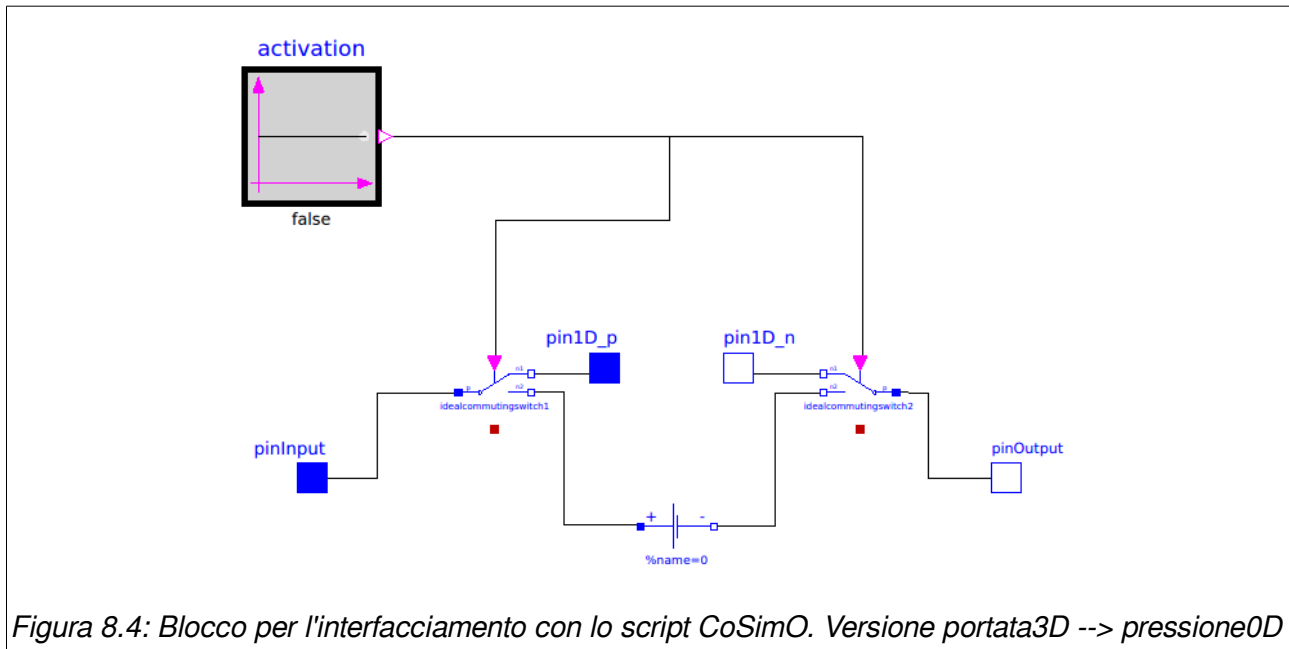 activation
false
pin1D_p
pin1D_n
n1
n1
p
n2
n2
p
idealcommutingswitch1
idealcommutingswitch2
pinInput
pinOutput
+
-
%name=0
Figura 8.4: Blocco per l'interfacciamento con lo script CoSimO. Versione portata3D --> pressione0D